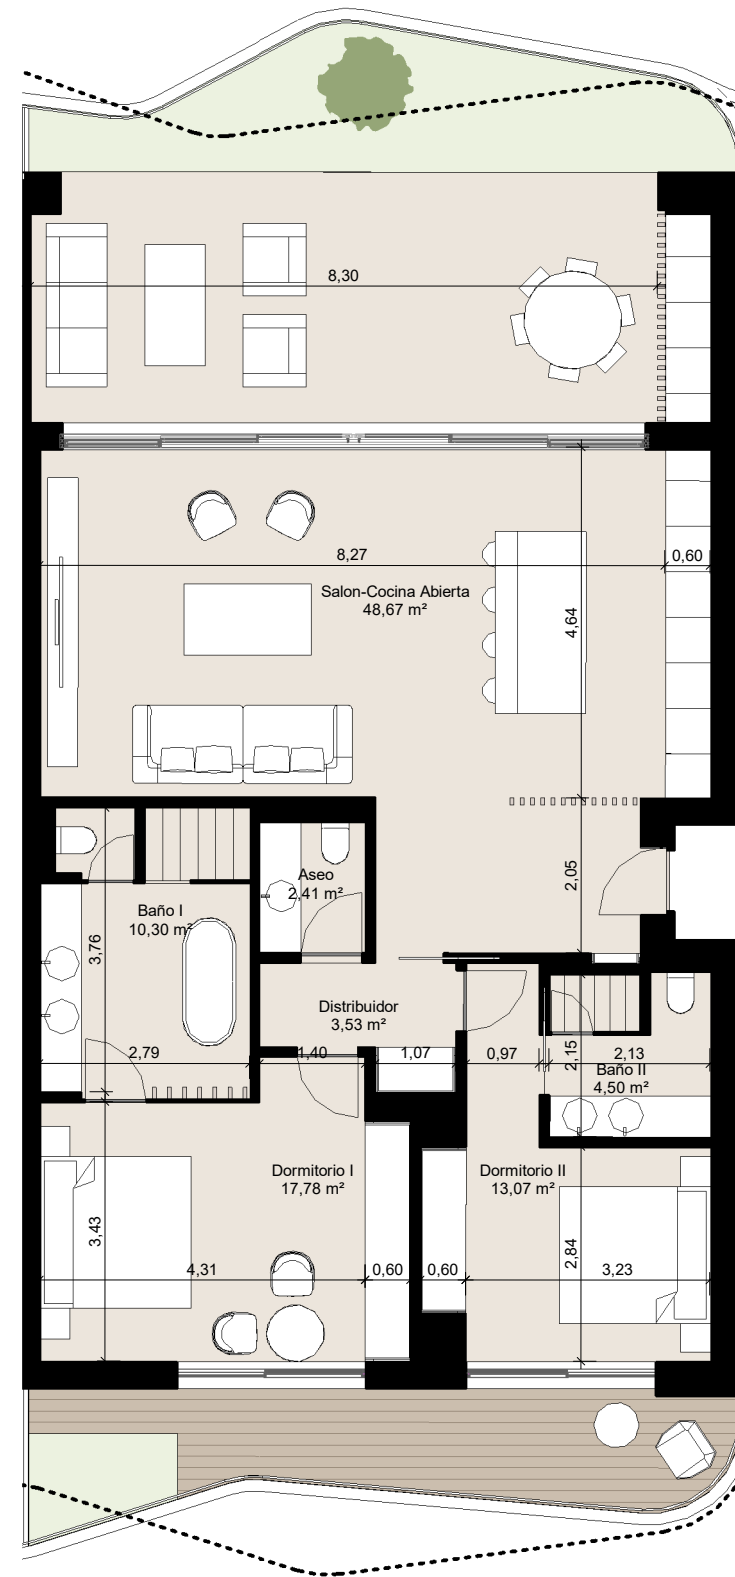 8,30
8,27
0,60
Salon-Cocina Abierta
48,67 m²
4,64
2,05
Aseo
2,41 m²
Baño I
10,30 m²
3,76
Distribuidor
3,53 m²
2,79
1,40
1,07
0,97
2,15
2,13
Baño II
4,50 m²
Dormitorio I
17,78 m²
Dormitorio II
13,07 m²
3,43
2,84
4,31
0,60
0,60
3,23